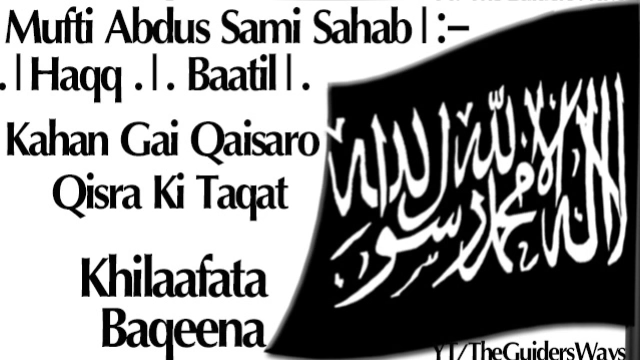 Mufti Abdus Sami Sahab|:–
.|Haqq .|. Baatil|.
Kahan Gai Qaisaro
Qisra Ki Taqat
لا اله الا الله محمد رسول الله
Khilaafata
Baqeena
YT/TheGuidersWays